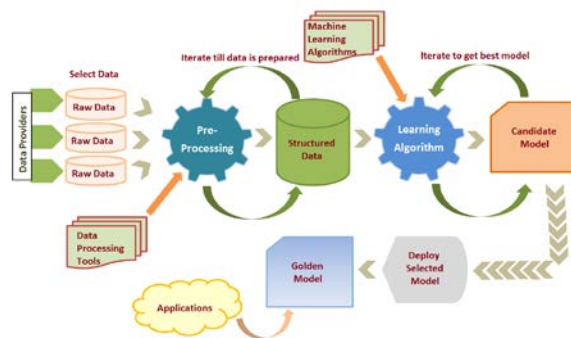 Machine
Learning
Algorithms
Iterate till data is prepared
Iterate to get best model
Select Data
Data Providers
Raw Data
Raw Data
Raw Data
Pre-
Processing
Structured
Data
Learning
Algorithm
Candidate
Model
Data
Processing
Tools
Golden
Model
Deploy
Selected
Model
Applications